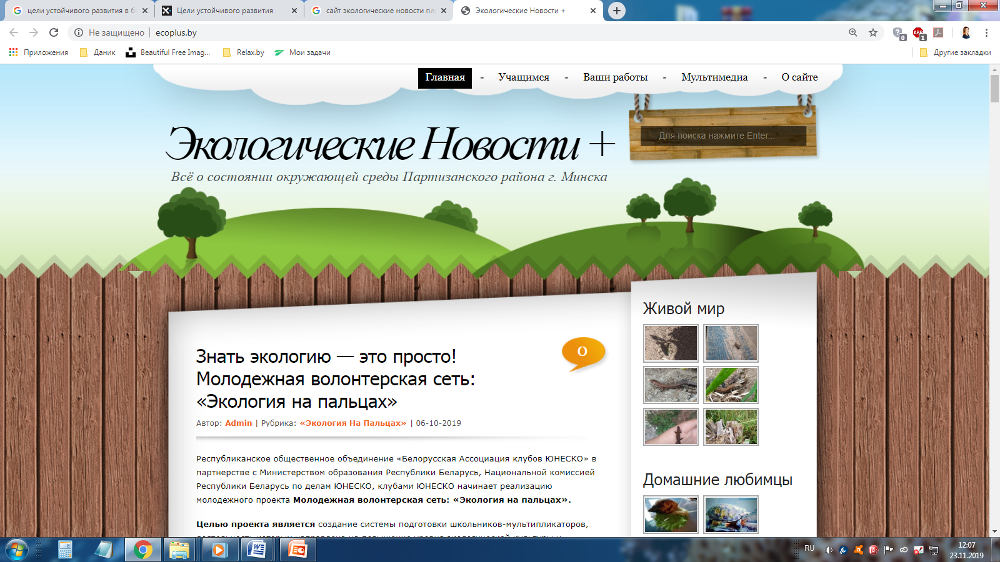 цели устойчивого развития в б
Цели устойчивого развития
сайт экологические новости пл
Экологические Новости +
Не защищено
ecoplus.by
0
ABP
1
Приложения
Даник
Beautiful Free Imag...
Relax.by
Мои задачи
Другие закладки
Главная - Учащимся - Ваши работы - Мультимедиа - О сайте
Экологические Новости +
Для поиска нажмите Enter...
Всё о состоянии окружающей среды Партизанского района г. Минска
Знать экологию — это просто!
Молодежная волонтерская сеть:
«Экология на пальцах»
0
Автор: Admin | Рубрика: «Экология На Пальцах» | 06-10-2019
Республиканское общественное объединение «Белорусская Ассоциация клубов ЮНЕСКО» в
партнерстве с Министерством образования Республики Беларусь, Национальной комиссией
Республики Беларусь по делам ЮНЕСКО, клубами ЮНЕСКО начинает реализацию
молодежного проекта Молодежная волонтерская сеть: «Экология на пальцах».
Целью проекта является создание системы подготовки школьников-мультипликаторов,
Живой мир
Домашние любимцы
RU
12:07
23.11.2019